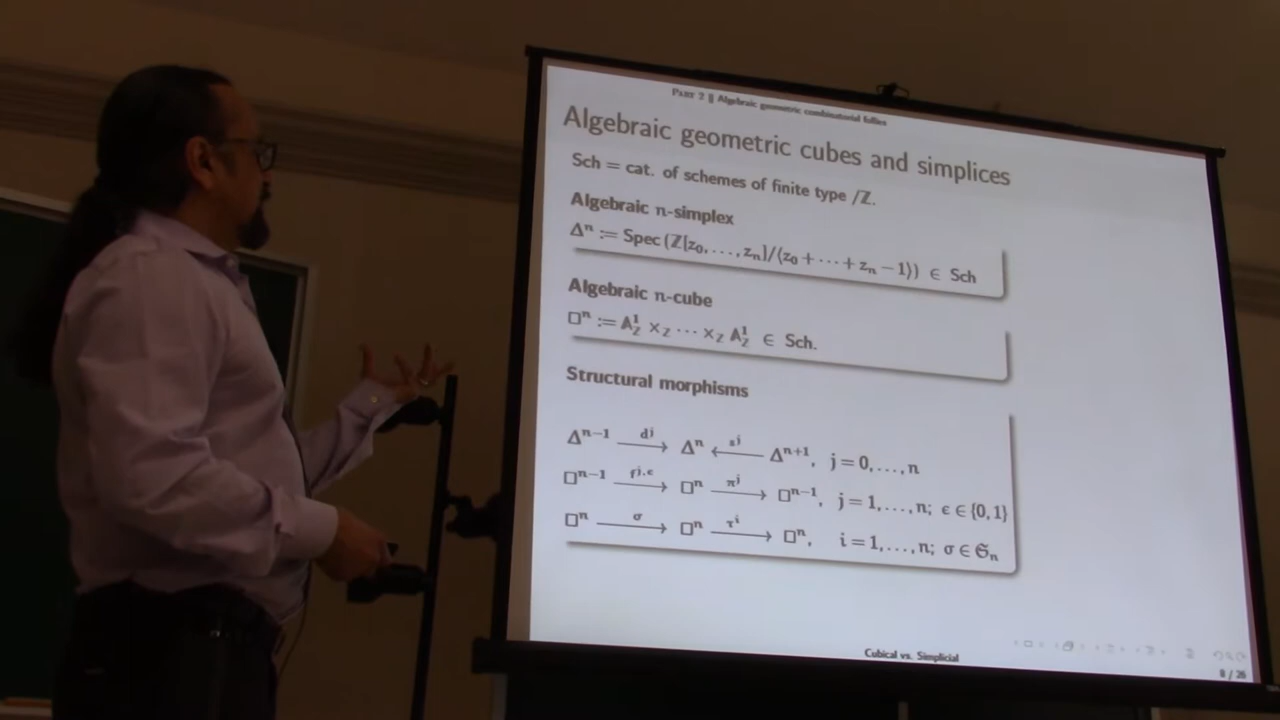 PART 2 || Algebraic geometric combinatorial follies
Algebraic geometric cubes and simplices
Sch = cat. of schemes of finite type /ℤ.
Algebraic n-simplex
Δⁿ := Spec (ℤ[z₀, …, zₙ]/(z₀ + ⋯ + zₙ − 1)) ∈ Sch
Algebraic n-cube
□ⁿ := 𝔸¹_ℤ ×_ℤ ⋯ ×_ℤ 𝔸¹_ℤ ∈ Sch.
Structural morphisms
Δⁿ⁻¹ —dʲ→ Δⁿ ←sʲ— Δⁿ⁺¹, j = 0, …, n
□ⁿ⁻¹ —fʲ·ᵉ→ □ⁿ —πʲ→ □ⁿ⁻¹, j = 1, …, n; ϵ ∈ {0, 1}
□ⁿ —σ→ □ⁿ —τⁱ→ □ⁿ, i = 1, …, n; σ ∈ 𝔖ₙ
Cubical vs. Simplicial
8 / 26